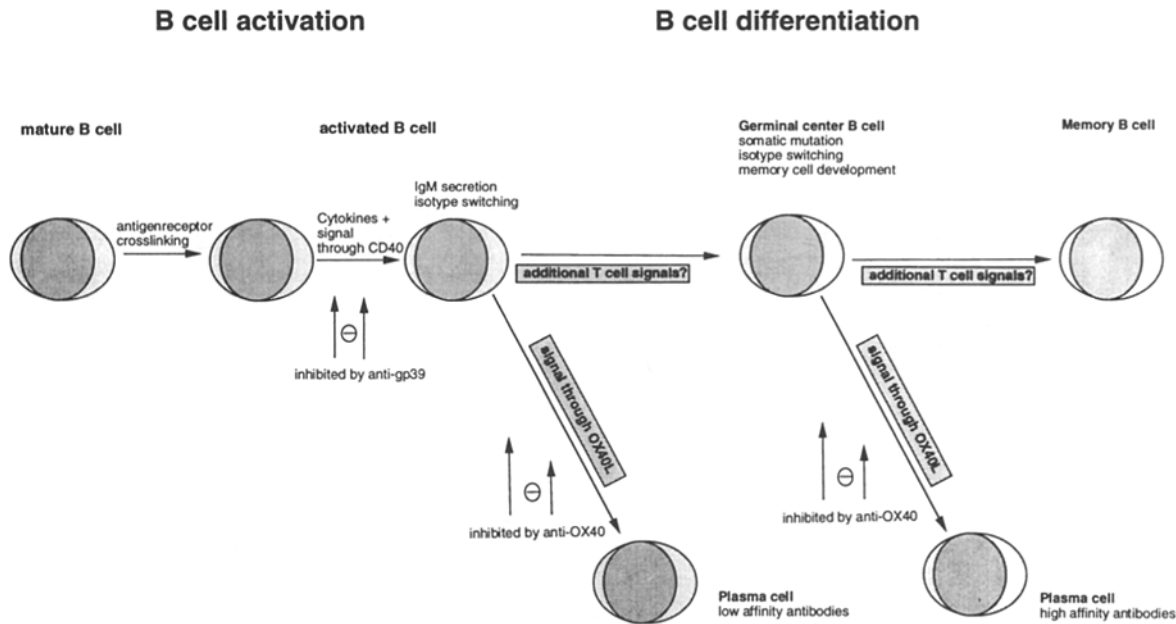 B cell activation
B cell differentiation
mature B cell
activated B cell
Germinal center B cell
somatic mutation
isotype switching
memory cell development
Memory B cell
antigenreceptor
crosslinking
Cytokines +
signal
through CD40
IgM secretion
isotype switching
additional T cell signals?
additional T cell signals?
⊖
inhibited by anti-gp39
signal through OX40L
signal through OX40L
⊖
inhibited by anti-OX40
⊖
inhibited by anti-OX40
Plasma cell
low affinity antibodies
Plasma cell
high affinity antibodies